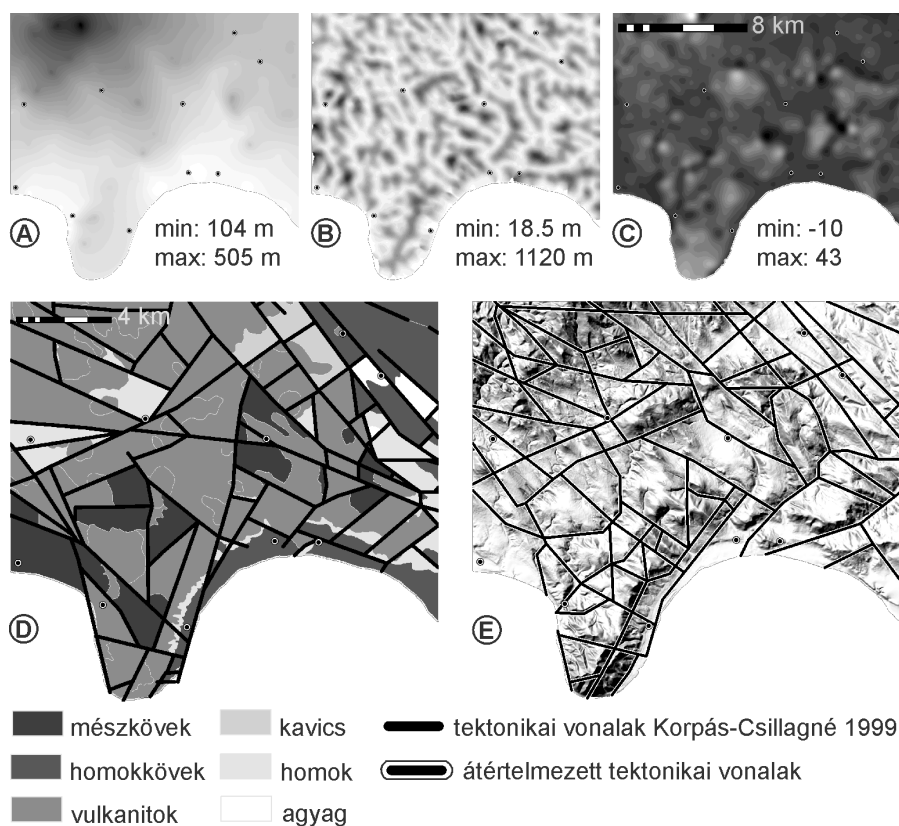 8 km
A
min: 104 m
max: 505 m
B
min: 18.5 m
max: 1120 m
C
min: -10
max: 43
4 km
D
E
mészkövek
homokkövek
vulkanitok
kavics
homok
agyag
tektonikai vonalak Korpás-Csillagné 1999
átértelmezett tektonikai vonalak